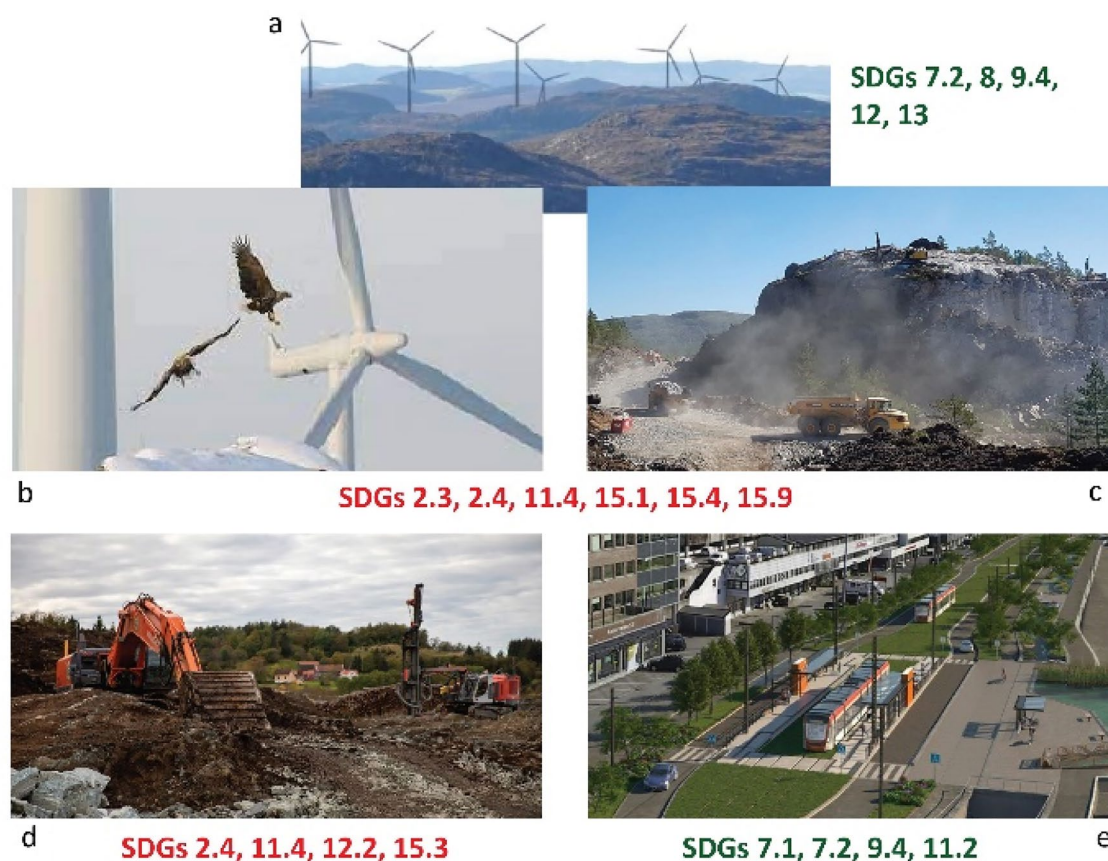 a
SDGs 7.2, 8, 9.4,
12, 13
b
SDGs 2.3, 2.4, 11.4, 15.1, 15.4, 15.9
c
d
SDGs 2.4, 11.4, 12.2, 15.3
SDGs 7.1, 7.2, 9.4, 11.2
e